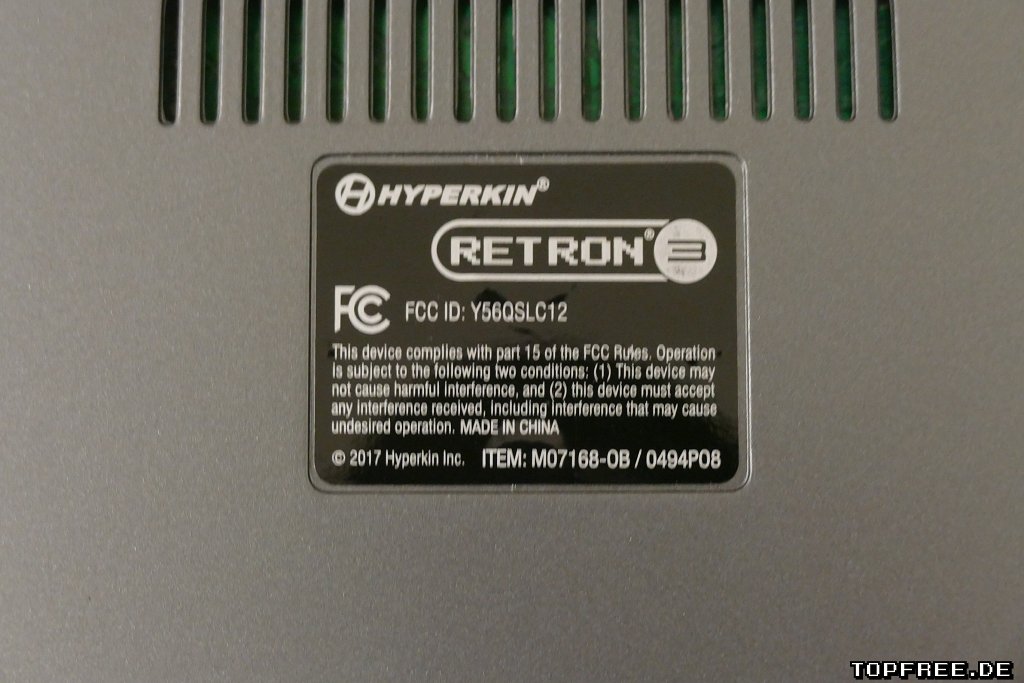 HYPERKIN®
RETRON® 3
FC FCC ID: Y56QSLC12
This device complies with part 15 of the FCC Rules. Operation
is subject to the following two conditions: (1) This device may
not cause harmful interference, and (2) this device must accept
any interference received, including interference that may cause
undesired operation. MADE IN CHINA
© 2017 Hyperkin Inc. ITEM: M07168-OB / 0494PO8
TOPFREE.DE